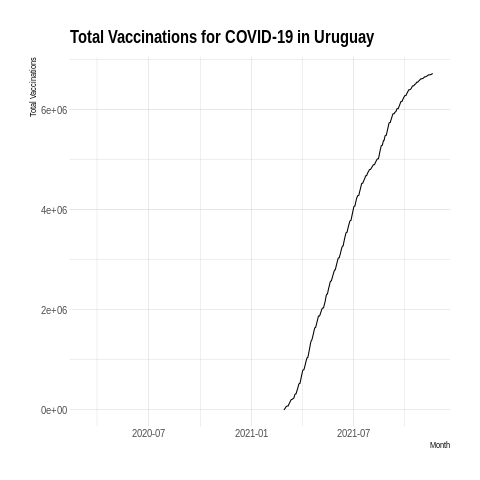 Total Vaccinations for COVID-19 in Uruguay
Total Vaccinations
6e+06
4e+06
2e+06
0e+00
2020-07 2021-01 2021-07
Month